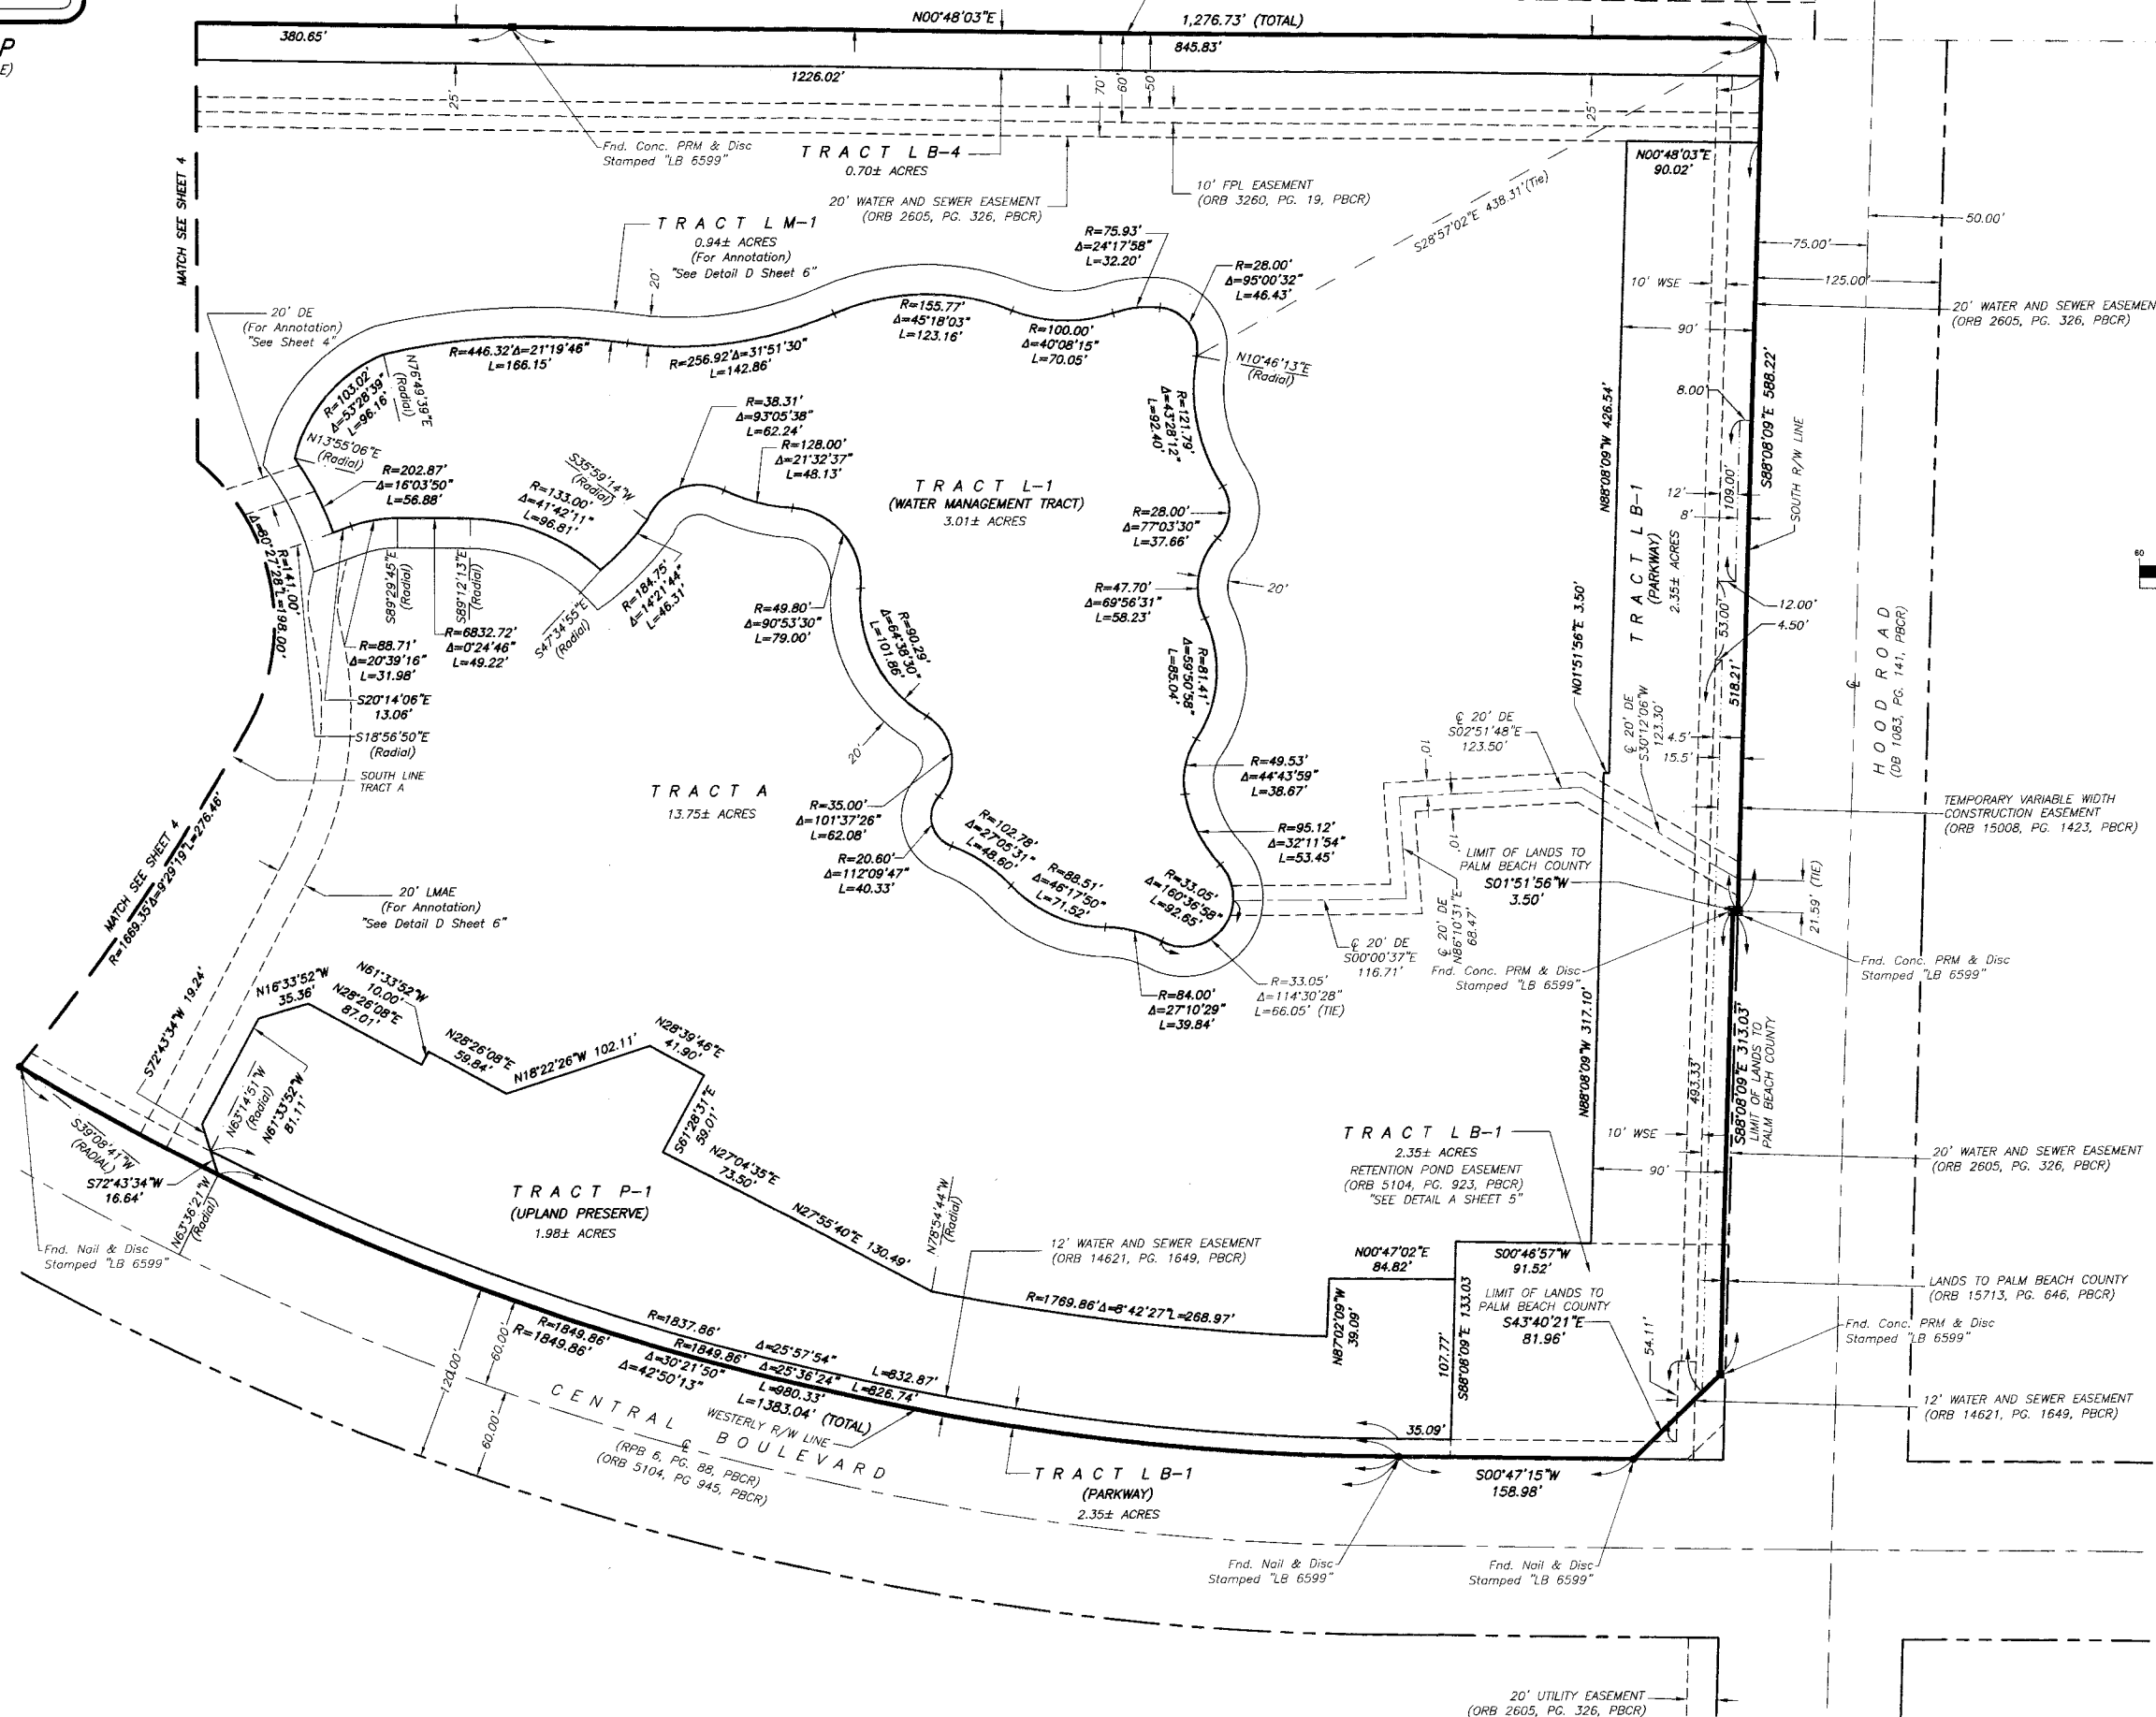 P
E)
N00°48'03"E
1,276.73' (TOTAL)
380.65'
845.83'
1226.02'
25'
70'
60'
50'
25'
MATCH SEE SHEET 4
Fnd. Conc. PRM & Disc
Stamped "LB 6599"
TRACT LB-4
0.70± ACRES
20' WATER AND SEWER EASEMENT
(ORB 2605, PG. 326, PBCR)
10' FPL EASEMENT
(ORB 3260, PG. 19, PBCR)
S28°57'02"E 438.31'(Tie)
N00°48'03"E
90.02'
50.00'
75.00'
125.00'
10' WSE
90'
20' WATER AND SEWER EASEMENT
(ORB 2605, PG. 326, PBCR)
TRACT LM-1
0.94± ACRES
(For Annotation)
"See Detail D Sheet 6"
20'
R=75.93'
Δ=24°17'58"
L=32.20'
R=28.00'
Δ=95°00'32"
L=46.43'
20' DE
(For Annotation)
"See Sheet 4"
R=446.32'Δ=21°19'46"
L=166.15'
R=256.92'Δ=31°51'30"
L=142.86'
R=155.77'
Δ=45°18'03"
L=123.16'
R=100.00'
Δ=40°08'15"
L=70.05'
N10°46'13"E
(Radial)
R=103.02'
Δ=53°28'39"
L=96.16'
N76°49'39"E
(Radial)
N13°55'06"E
(Radial)
R=202.87'
Δ=16°03'50"
L=56.88'
R=38.31'
Δ=93°05'38"
L=62.24'
R=128.00'
Δ=21°32'37"
L=48.13'
S35°59'14"W
(Radial)
R=133.00'
Δ=41°42'11"
L=96.81'
R=121.79'
Δ=43°28'12"
L=92.40'
N88°08'09"W 426.54'
8.00'
S88°08'09"E 588.22'
SOUTH R/W LINE
TRACT L-1
(WATER MANAGEMENT TRACT)
3.01± ACRES
R=28.00'
Δ=77°03'30"
L=37.66'
12'
8'
109.00'
TRACT LB-1
(PARKWAY)
2.35± ACRES
R=141.00'
Δ=80°27'28"L=198.00'
S89°29'45"E
(Radial)
S89°12'13"E
(Radial)
S47°34'55"E
(Radial)
R=184.75'
Δ=14°21'44"
L=46.31'
R=49.80'
Δ=90°53'30"
L=79.00'
R=90.29'
Δ=64°38'30"
L=101.86'
R=47.70'
Δ=69°56'31"
L=58.23'
20'
R=81.41'
Δ=59°50'58"
L=85.04'
53.00'
12.00'
4.50'
R=88.71'
Δ=20°39'16"
L=31.98'
R=6832.72'
Δ=0°24'46"
L=49.22'
S20°14'06"E
13.06'
S18°56'50"E
(Radial)
SOUTH LINE
TRACT A
N01°51'56"E 3.50'
HOOD ROAD
(DB 1083, PG. 141, PBCR)
℄
518.21'
℄ 20' DE
S02°51'48"E
123.50'
℄ 20' DE
S30°12'06"W
123.30'
4.5'
15.5'
20'
R=49.53'
Δ=44°43'59"
L=38.67'
10'
10'
TRACT A
13.75± ACRES
R=35.00'
Δ=101°37'26"
L=62.08'
R=20.60'
Δ=112°09'47"
L=40.33'
R=102.78'
Δ=27°05'31"
L=48.60'
R=88.51'
Δ=46°17'50"
L=71.52'
R=95.12'
Δ=32°11'54"
L=53.45'
R=33.05'
Δ=160°36'58"
L=92.65'
LIMIT OF LANDS TO
PALM BEACH COUNTY
S01°51'56"W
3.50'
TEMPORARY VARIABLE WIDTH
CONSTRUCTION EASEMENT
(ORB 15008, PG. 1423, PBCR)
21.59' (TIE)
MATCH SEE SHEET 4
R=1669.35'Δ=9°29'19"L=276.46'
20' LMAE
(For Annotation)
"See Detail D Sheet 6"
℄ 20' DE
S00°00'37"E
116.71'
℄ 20' DE
N86°10'31"E
68.47'
Fnd. Conc. PRM & Disc
Stamped "LB 6599"
Fnd. Conc. PRM & Disc
Stamped "LB 6599"
R=33.05'
Δ=114°30'28"
L=66.05' (TIE)
R=84.00'
Δ=27°10'29"
L=39.84'
S72°43'34"W 19.24'
N16°33'52"W
35.36'
N61°33'52"W
10.00'
N28°26'08"E
87.01'
N28°26'08"E
59.84'
N18°22'26"W 102.11'
N28°39'46"E
41.90'
S61°28'31"E
59.01'
N27°04'35"E
73.50'
N27°55'40"E 130.49'
N63°14'51"W
(Radial)
N61°33'52"W
81.11'
N88°08'09"W 317.10'
493.33'
S88°08'09"E 313.03'
LIMIT OF LANDS TO
PALM BEACH COUNTY
10' WSE
90'
20' WATER AND SEWER EASEMENT
(ORB 2605, PG. 326, PBCR)
TRACT LB-1
2.35± ACRES
RETENTION POND EASEMENT
(ORB 5104, PG. 923, PBCR)
"SEE DETAIL A SHEET 5"
S39°08'41"W
(RADIAL)
S72°43'34"W
16.64'
N63°36'21"W
(Radial)
Fnd. Nail & Disc
Stamped "LB 6599"
TRACT P-1
(UPLAND PRESERVE)
1.98± ACRES
N78°54'44"W
(Radial)
12' WATER AND SEWER EASEMENT
(ORB 14621, PG. 1649, PBCR)
N00°47'02"E
84.82'
S00°46'57"W
91.52'
LIMIT OF LANDS TO
PALM BEACH COUNTY
S43°40'21"E
81.96'
LANDS TO PALM BEACH COUNTY
(ORB 15713, PG. 646, PBCR)
R=1769.86'Δ=8°42'27"L=268.97'
N87°02'09"W
39.09'
107.77'
S88°08'09"E 133.03
54.11'
Fnd. Conc. PRM & Disc
Stamped "LB 6599"
R=1837.86'
Δ=25°57'54"
L=832.87'
R=1849.86'
Δ=25°36'24"
L=826.74'
R=1849.86'
Δ=30°21'50"
L=980.33'
R=1849.86'
Δ=42°50'13"
L=1383.04' (TOTAL)
120.00'
60.00'
60.00'
WESTERLY R/W LINE
CENTRAL ℄ BOULEVARD
(RPB 6, PG. 88, PBCR)
(ORB 5104, PG 945, PBCR)
35.09'
12' WATER AND SEWER EASEMENT
(ORB 14621, PG. 1649, PBCR)
TRACT LB-1
(PARKWAY)
2.35± ACRES
S00°47'15"W
158.98'
Fnd. Nail & Disc
Stamped "LB 6599"
Fnd. Nail & Disc
Stamped "LB 6599"
20' UTILITY EASEMENT
(ORB 2605, PG. 326, PBCR)
60